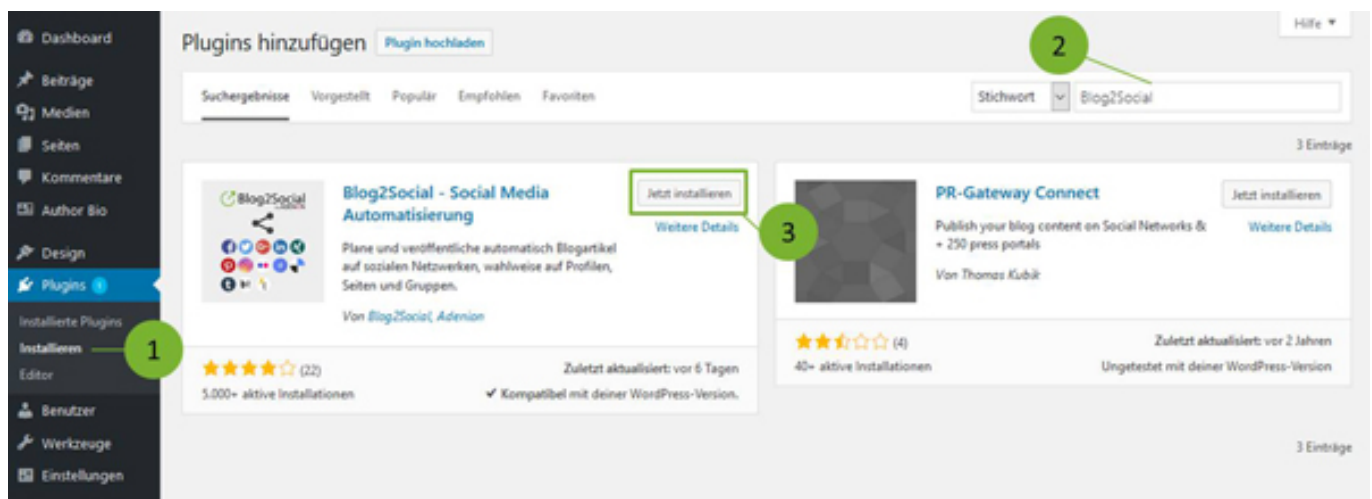 Hilfe
Dashboard
Plugins hinzufügen
Plugin hochladen
2
Beiträge
Suchergebnisse Vorgestellt Populär Empfohlen Favoriten
Stichwort
Blog2Social
Medien
Seiten
3 Einträge
Kommentare
Author Bio
Design
Plugins 1
Installierte Plugins
Installieren
1
Editor
Benutzer
Werkzeuge
Einstellungen
Blog2Social
Blog2Social - Social Media
Automatisierung
Jetzt installieren
Weitere Details
3
Plane und veröffentliche automatisch Blogartikel
auf sozialen Netzwerken, wahlweise auf Profilen,
Seiten und Gruppen.
Von Blog2Social, Adenion
(22)
5.000+ aktive Installationen
Zuletzt aktualisiert: vor 6 Tagen
✔ Kompatibel mit deiner WordPress-Version.
PR-Gateway Connect
Jetzt installieren
Weitere Details
Publish your blog content on Social Networks &
+ 250 press portals
Von Thomas Kubik
(4)
40+ aktive Installationen
Zuletzt aktualisiert: vor 2 Jahren
Ungetestet mit deiner WordPress-Version
3 Einträge